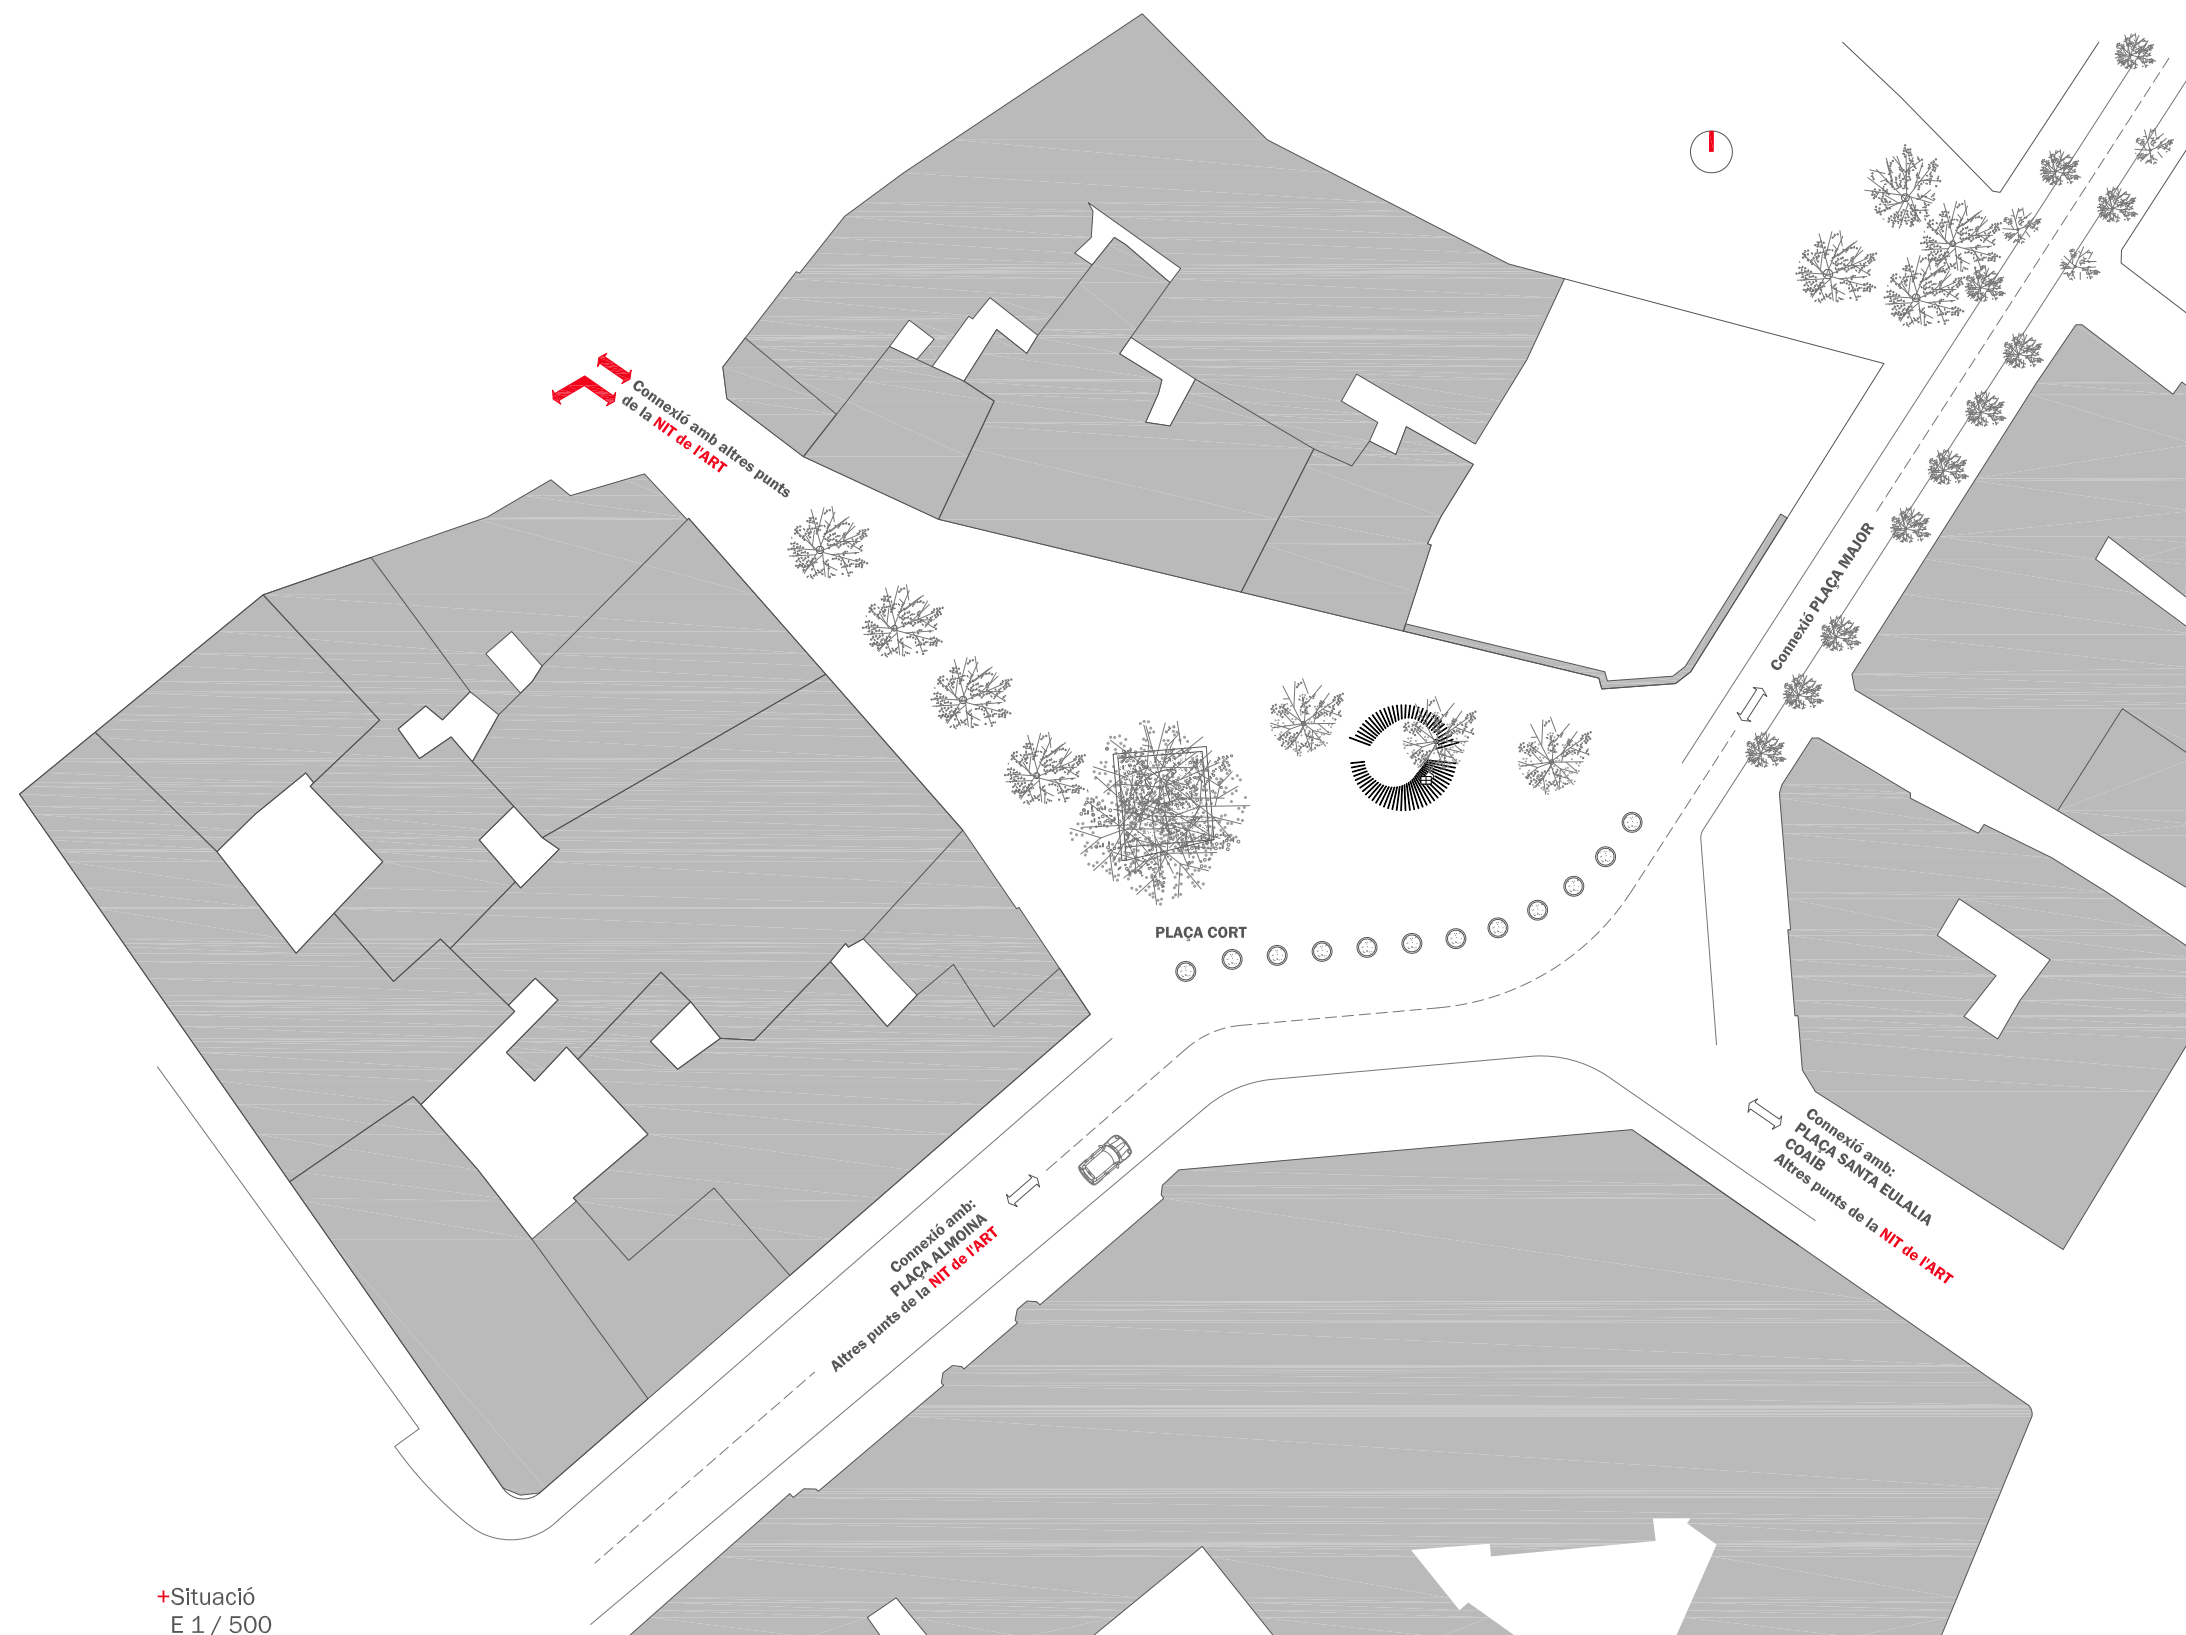 Connexió amb altres punts
de la NIT de l'ART
Connexió PLAÇA MAJOR
PLAÇA CORT
Connexió amb:
PLAÇA SANTA EULALIA
COAIB
Altres punts de la NIT de l'ART
Connexió amb:
PLAÇA ALMOINA
Altres punts de la NIT de l'ART
+Situació
E 1 / 500